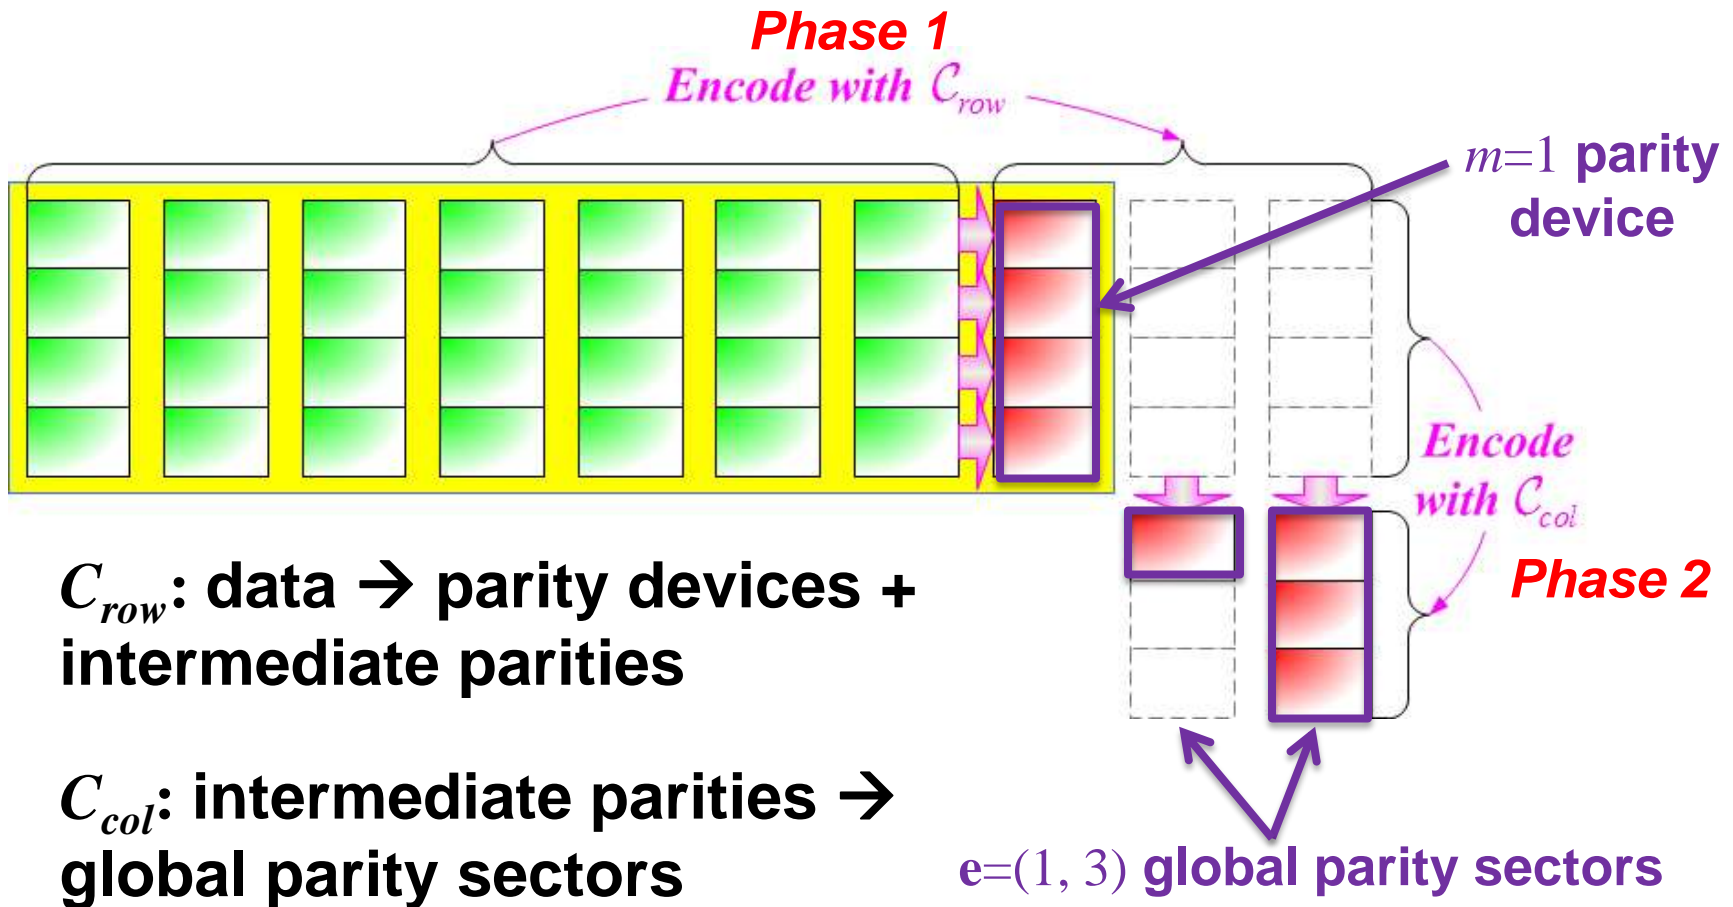 Phase 1
Encode with C_row
m=1 parity
device
Encode
with C_col
Phase 2
C_row: data → parity devices +
intermediate parities
C_col: intermediate parities →
global parity sectors
e=(1, 3) global parity sectors